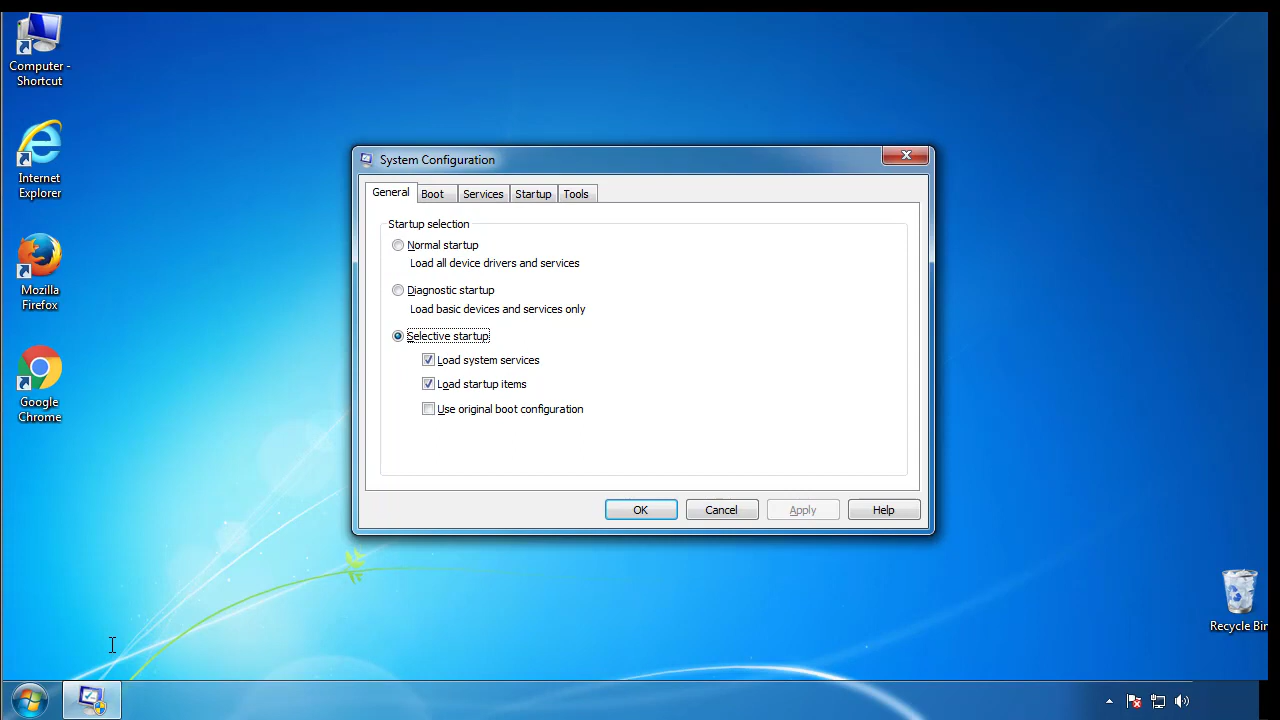 Computer -
Shortcut
Internet
Explorer
Mozilla
Firefox
Google
Chrome
System Configuration
General
Boot
Services
Startup
Tools
Startup selection
Normal startup
Load all device drivers and services
Diagnostic startup
Load basic devices and services only
Selective startup
Load system services
Load startup items
Use original boot configuration
OK
Cancel
Apply
Help
Recycle Bin